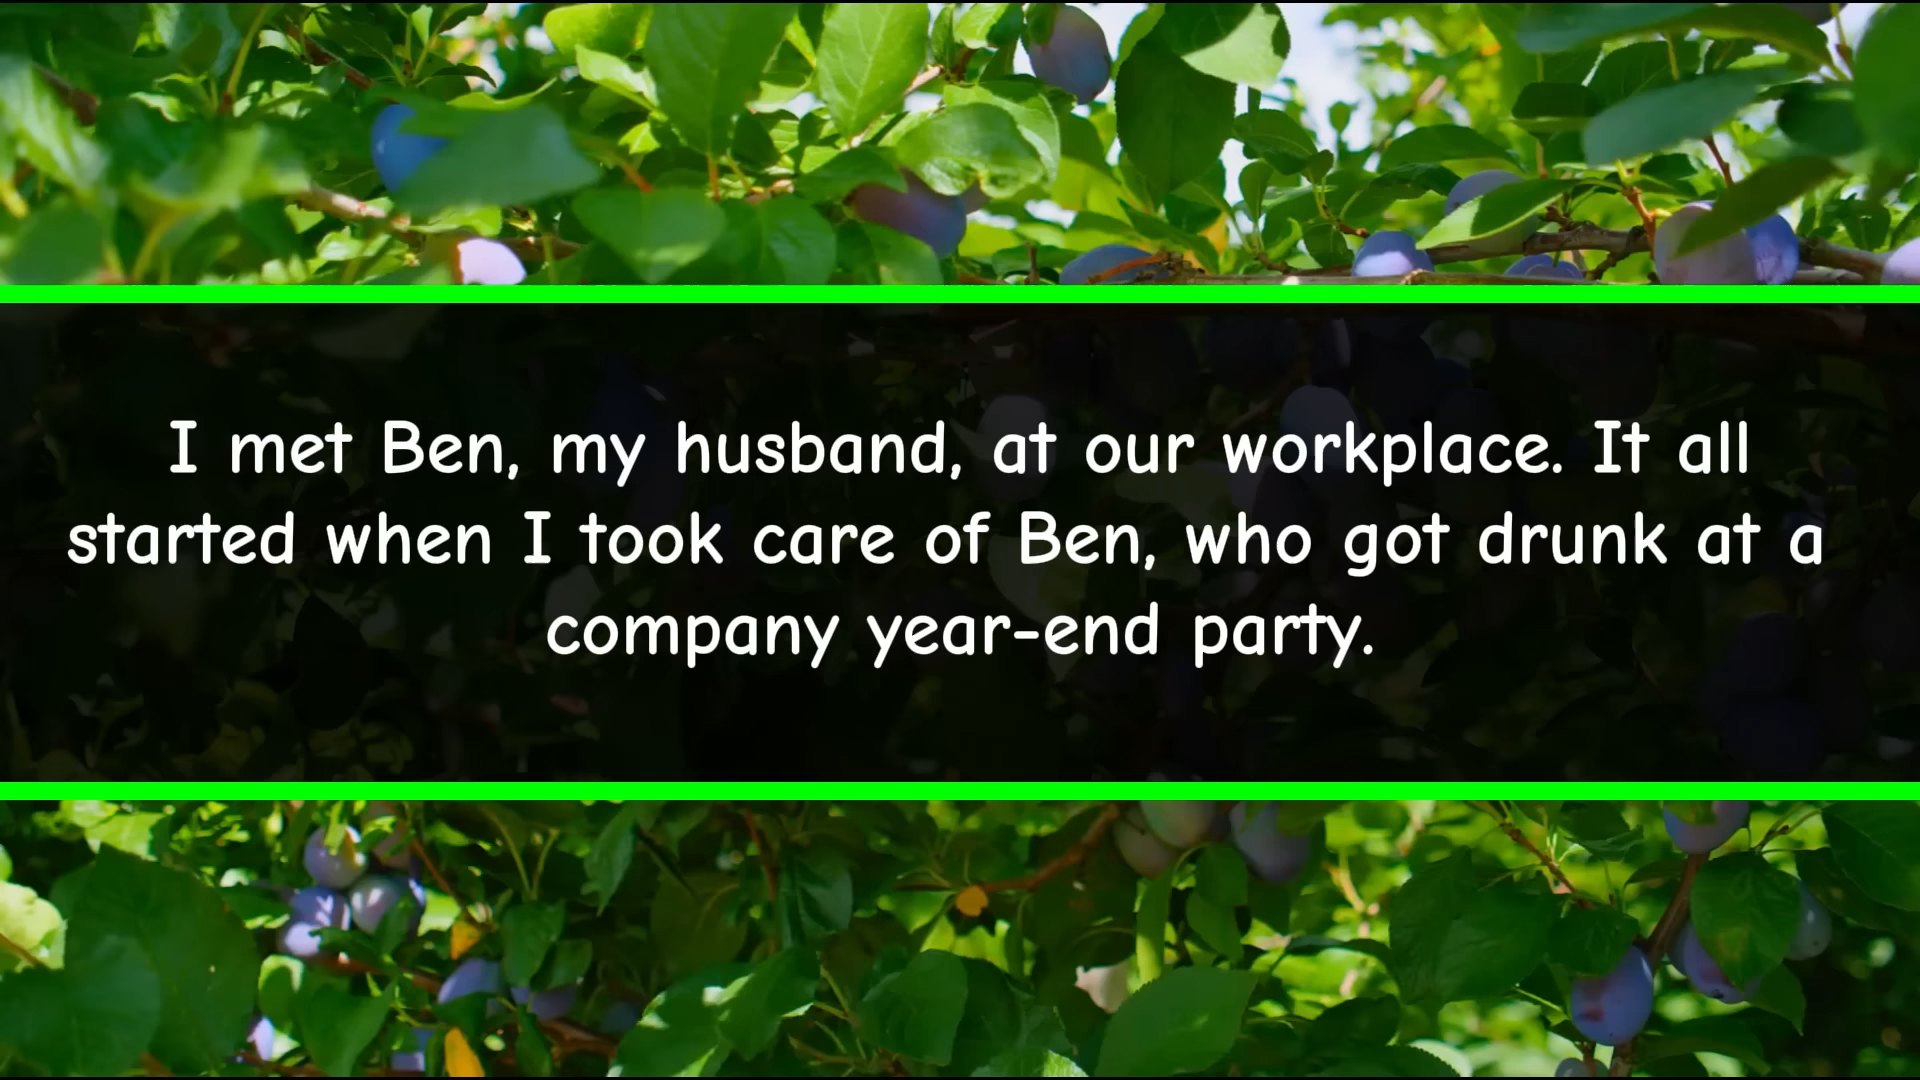 I met Ben, my husband, at our workplace. It all
started when I took care of Ben, who got drunk at a
company year-end party.